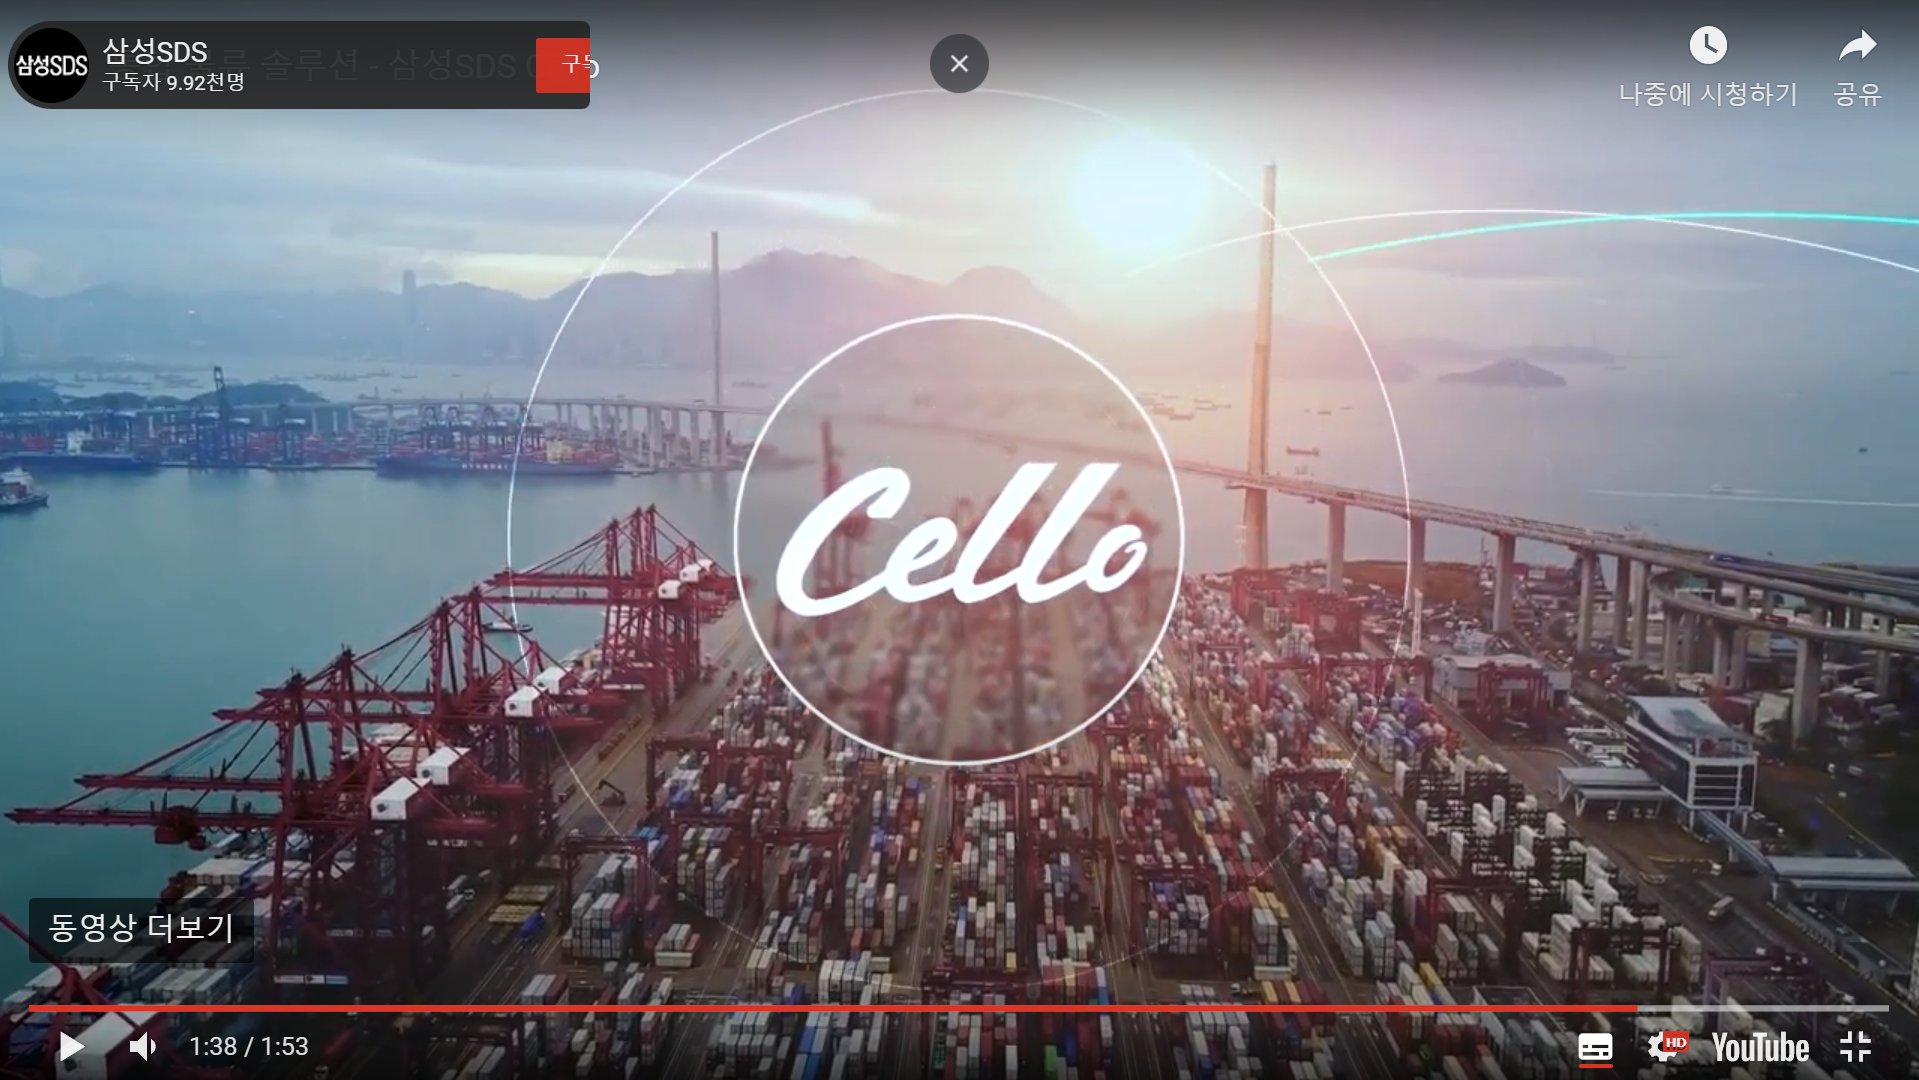 삼성SDS
삼성SDS
구독자 9.92천명
류 솔루션 - 삼성SDS C
구독
나중에 시청하기
공유
Cello
동영상 더보기
1:38 / 1:53
HD
YouTube